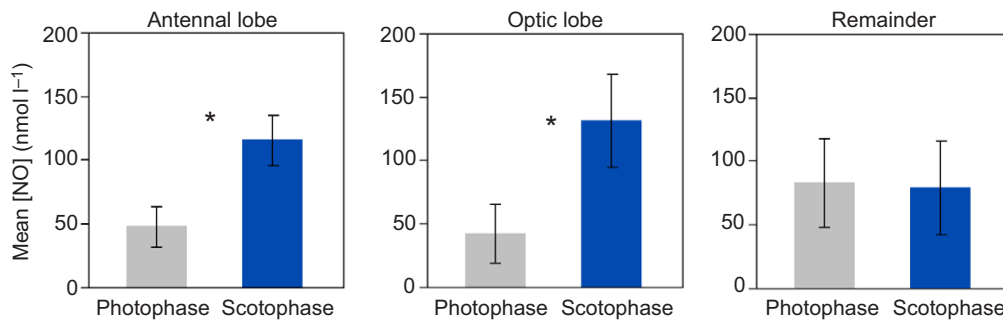 Antennal lobe
Optic lobe
Remainder
Mean [NO] (nmol l⁻¹)
200
150
100
50
0
*
Photophase Scotophase
200
150
100
50
0
*
Photophase Scotophase
200
150
100
50
0
Photophase Scotophase